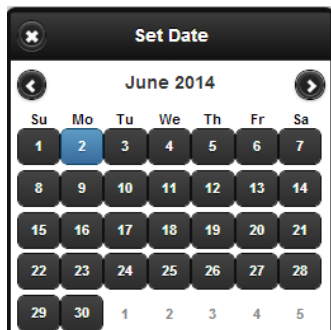 Set Date
June 2014
Su Mo Tu We Th Fr Sa
1 2 3 4 5 6 7
8 9 10 11 12 13 14
15 16 17 18 19 20 21
22 23 24 25 26 27 28
29 30 1 2 3 4 5